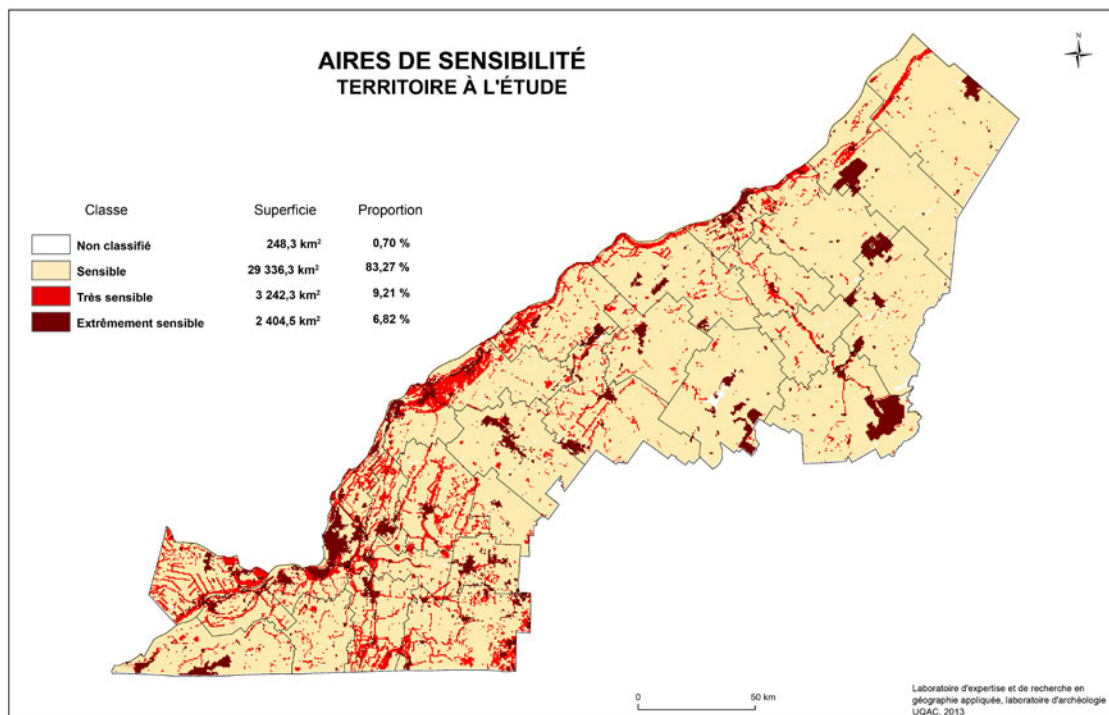 AIRES DE SENSIBILITÉ
TERRITOIRE À L'ÉTUDE
N
Classe Superficie Proportion
Non classifié 248,3 km² 0,70 %
Sensible 29 336,3 km² 83,27 %
Très sensible 3 242,3 km² 9,21 %
Extrêmement sensible 2 404,5 km² 6,82 %
0 50 km
Laboratoire d'expertise et de recherche en
géographie appliquée, laboratoire d'archéologie
UQAC, 2013